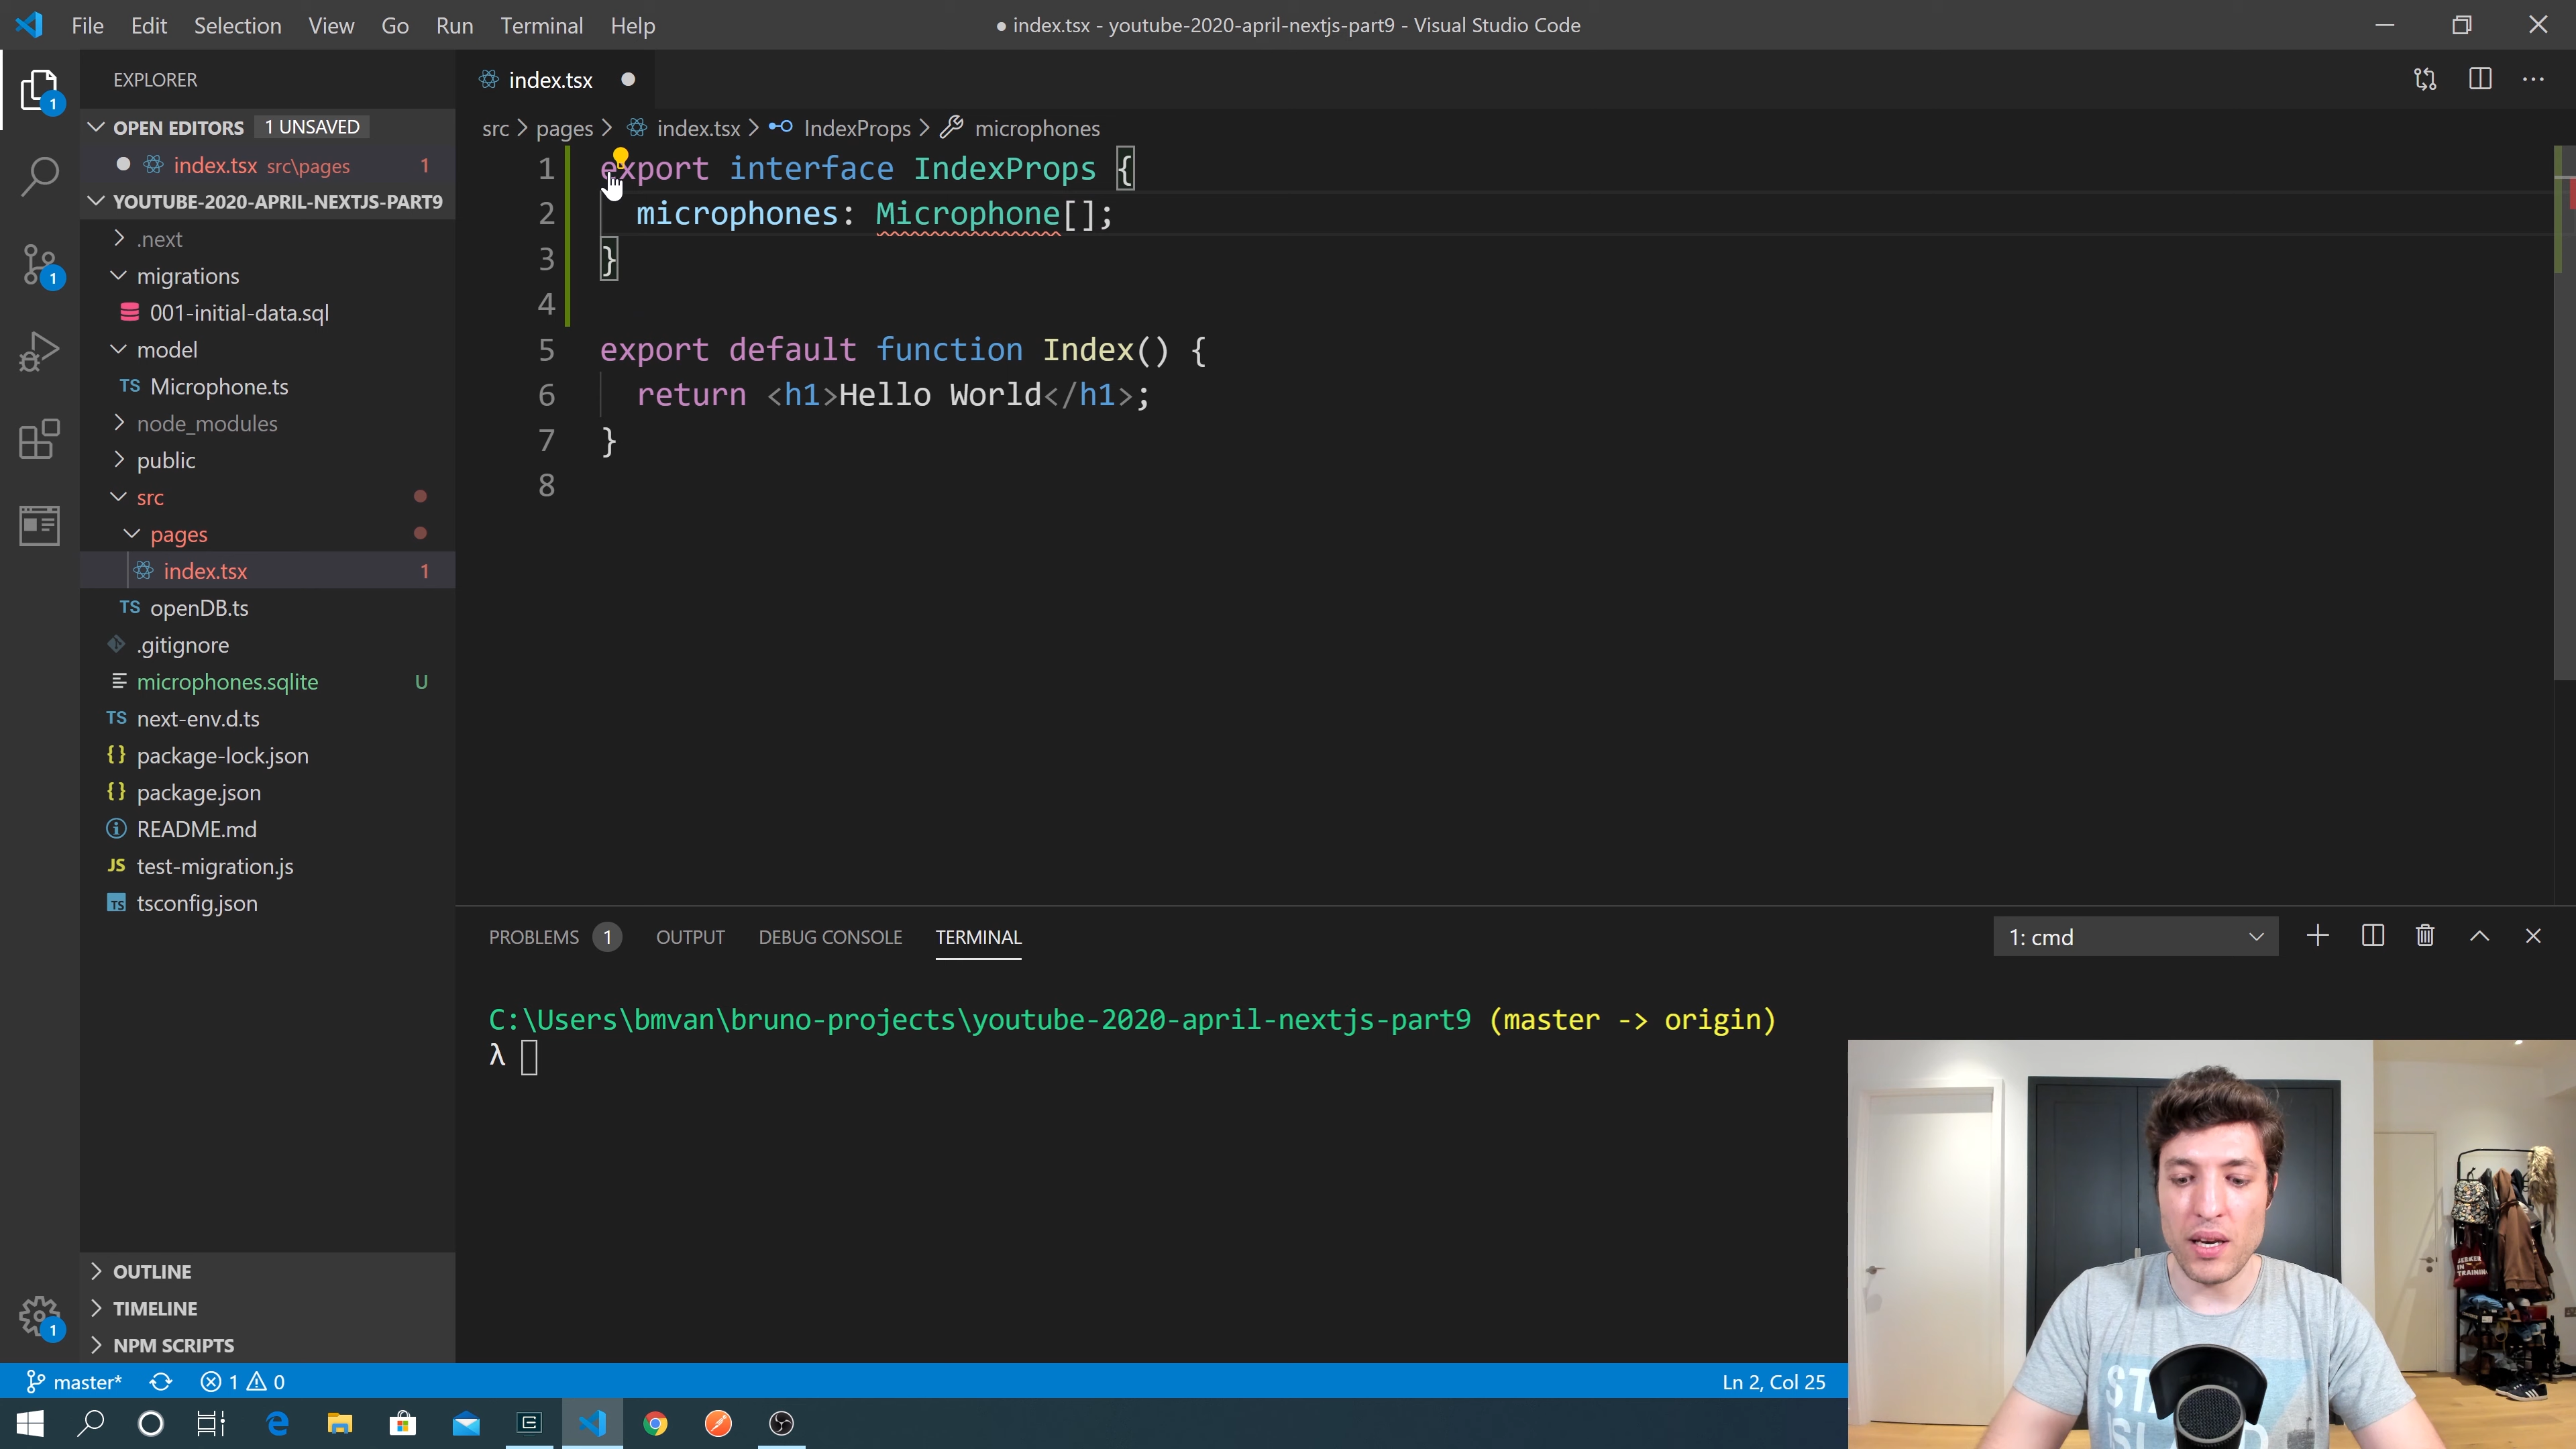 File Edit Selection View Go Run Terminal Help
● index.tsx - youtube-2020-april-nextjs-part9 - Visual Studio Code
EXPLORER
OPEN EDITORS 1 UNSAVED
index.tsx src\pages 1
YOUTUBE-2020-APRIL-NEXTJS-PART9
.next
migrations
001-initial-data.sql
model
TS Microphone.ts
node_modules
public
src
pages
index.tsx 1
TS openDB.ts
.gitignore
microphones.sqlite U
TS next-env.d.ts
{} package-lock.json
{} package.json
README.md
JS test-migration.js
TS tsconfig.json
OUTLINE
TIMELINE
NPM SCRIPTS
1
1
1
index.tsx
src > pages > index.tsx > IndexProps > microphones
1 export interface IndexProps {
2 microphones: Microphone[];
3 }
4
5 export default function Index() {
6 return <h1>Hello World</h1>;
7 }
8
PROBLEMS 1 OUTPUT DEBUG CONSOLE TERMINAL
1: cmd
C:\Users\bmvan\bruno-projects\youtube-2020-april-nextjs-part9 (master -> origin)
λ
master* 1 0
Ln 2, Col 25